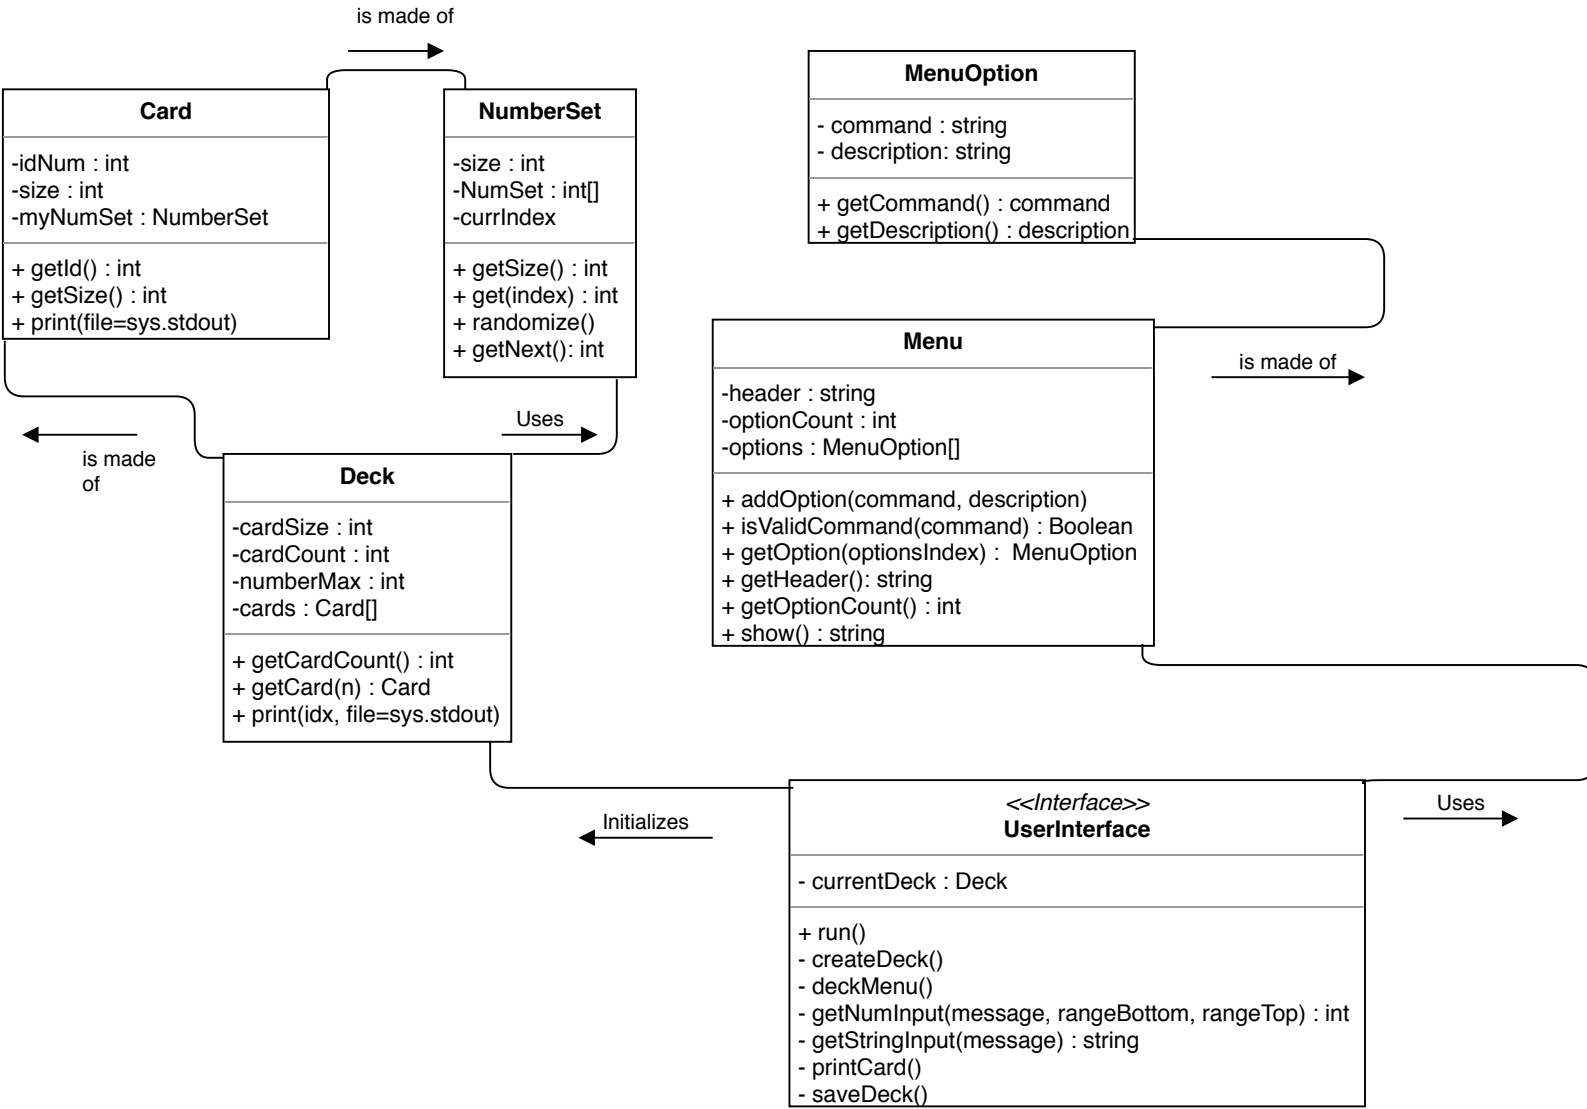 is made of
Card
-idNum : int
-size : int
-myNumSet : NumberSet
+ getId() : int
+ getSize() : int
+ print(file=sys.stdout)
NumberSet
-size : int
-NumSet : int[]
-currIndex
+ getSize() : int
+ get(index) : int
+ randomize()
+ getNext(): int
MenuOption
- command : string
- description: string
+ getCommand() : command
+ getDescription() : description
Menu
-header : string
-optionCount : int
-options : MenuOption[]
+ addOption(command, description)
+ isValidCommand(command) : Boolean
+ getOption(optionsIndex) :  MenuOption
+ getHeader(): string
+ getOptionCount() : int
+ show() : string
is made of
is made
of
Uses
Deck
-cardSize : int
-cardCount : int
-numberMax : int
-cards : Card[]
+ getCardCount() : int
+ getCard(n) : Card
+ print(idx, file=sys.stdout)
Initializes
<<Interface>>
UserInterface
- currentDeck : Deck
+ run()
- createDeck()
- deckMenu()
- getNumInput(message, rangeBottom, rangeTop) : int
- getStringInput(message) : string
- printCard()
- saveDeck()
Uses